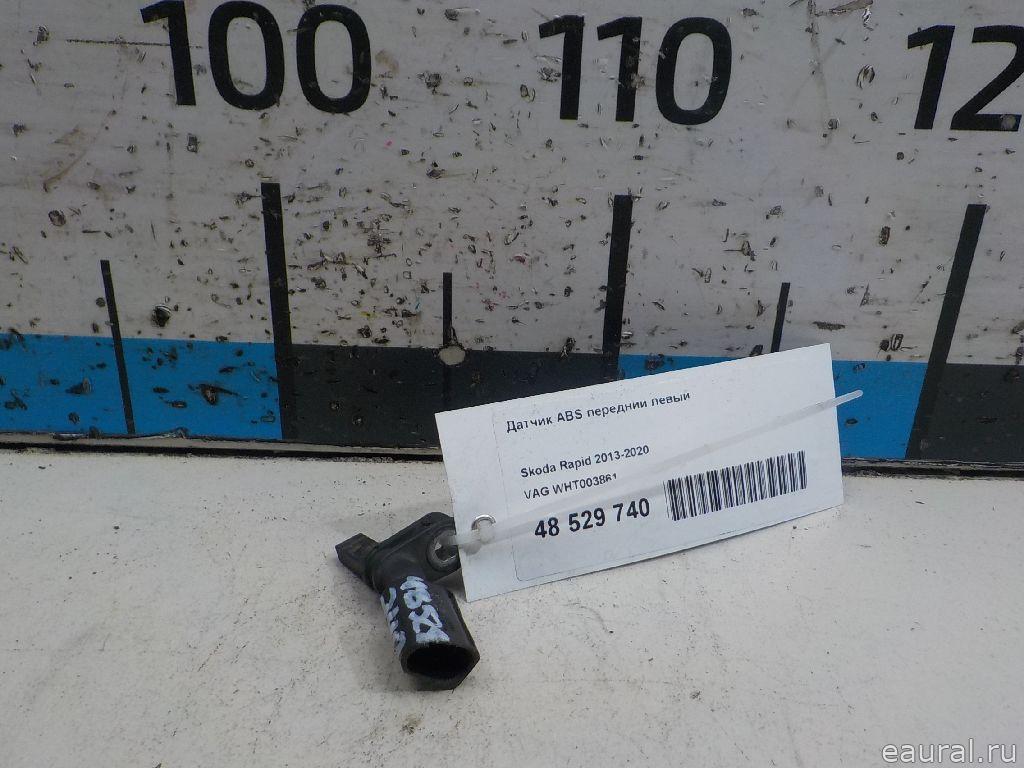 100 110 12
Датчик ABS передний левый
Skoda Rapid 2013-2020
VAG WHT003861
48 529 740
eaural.ru